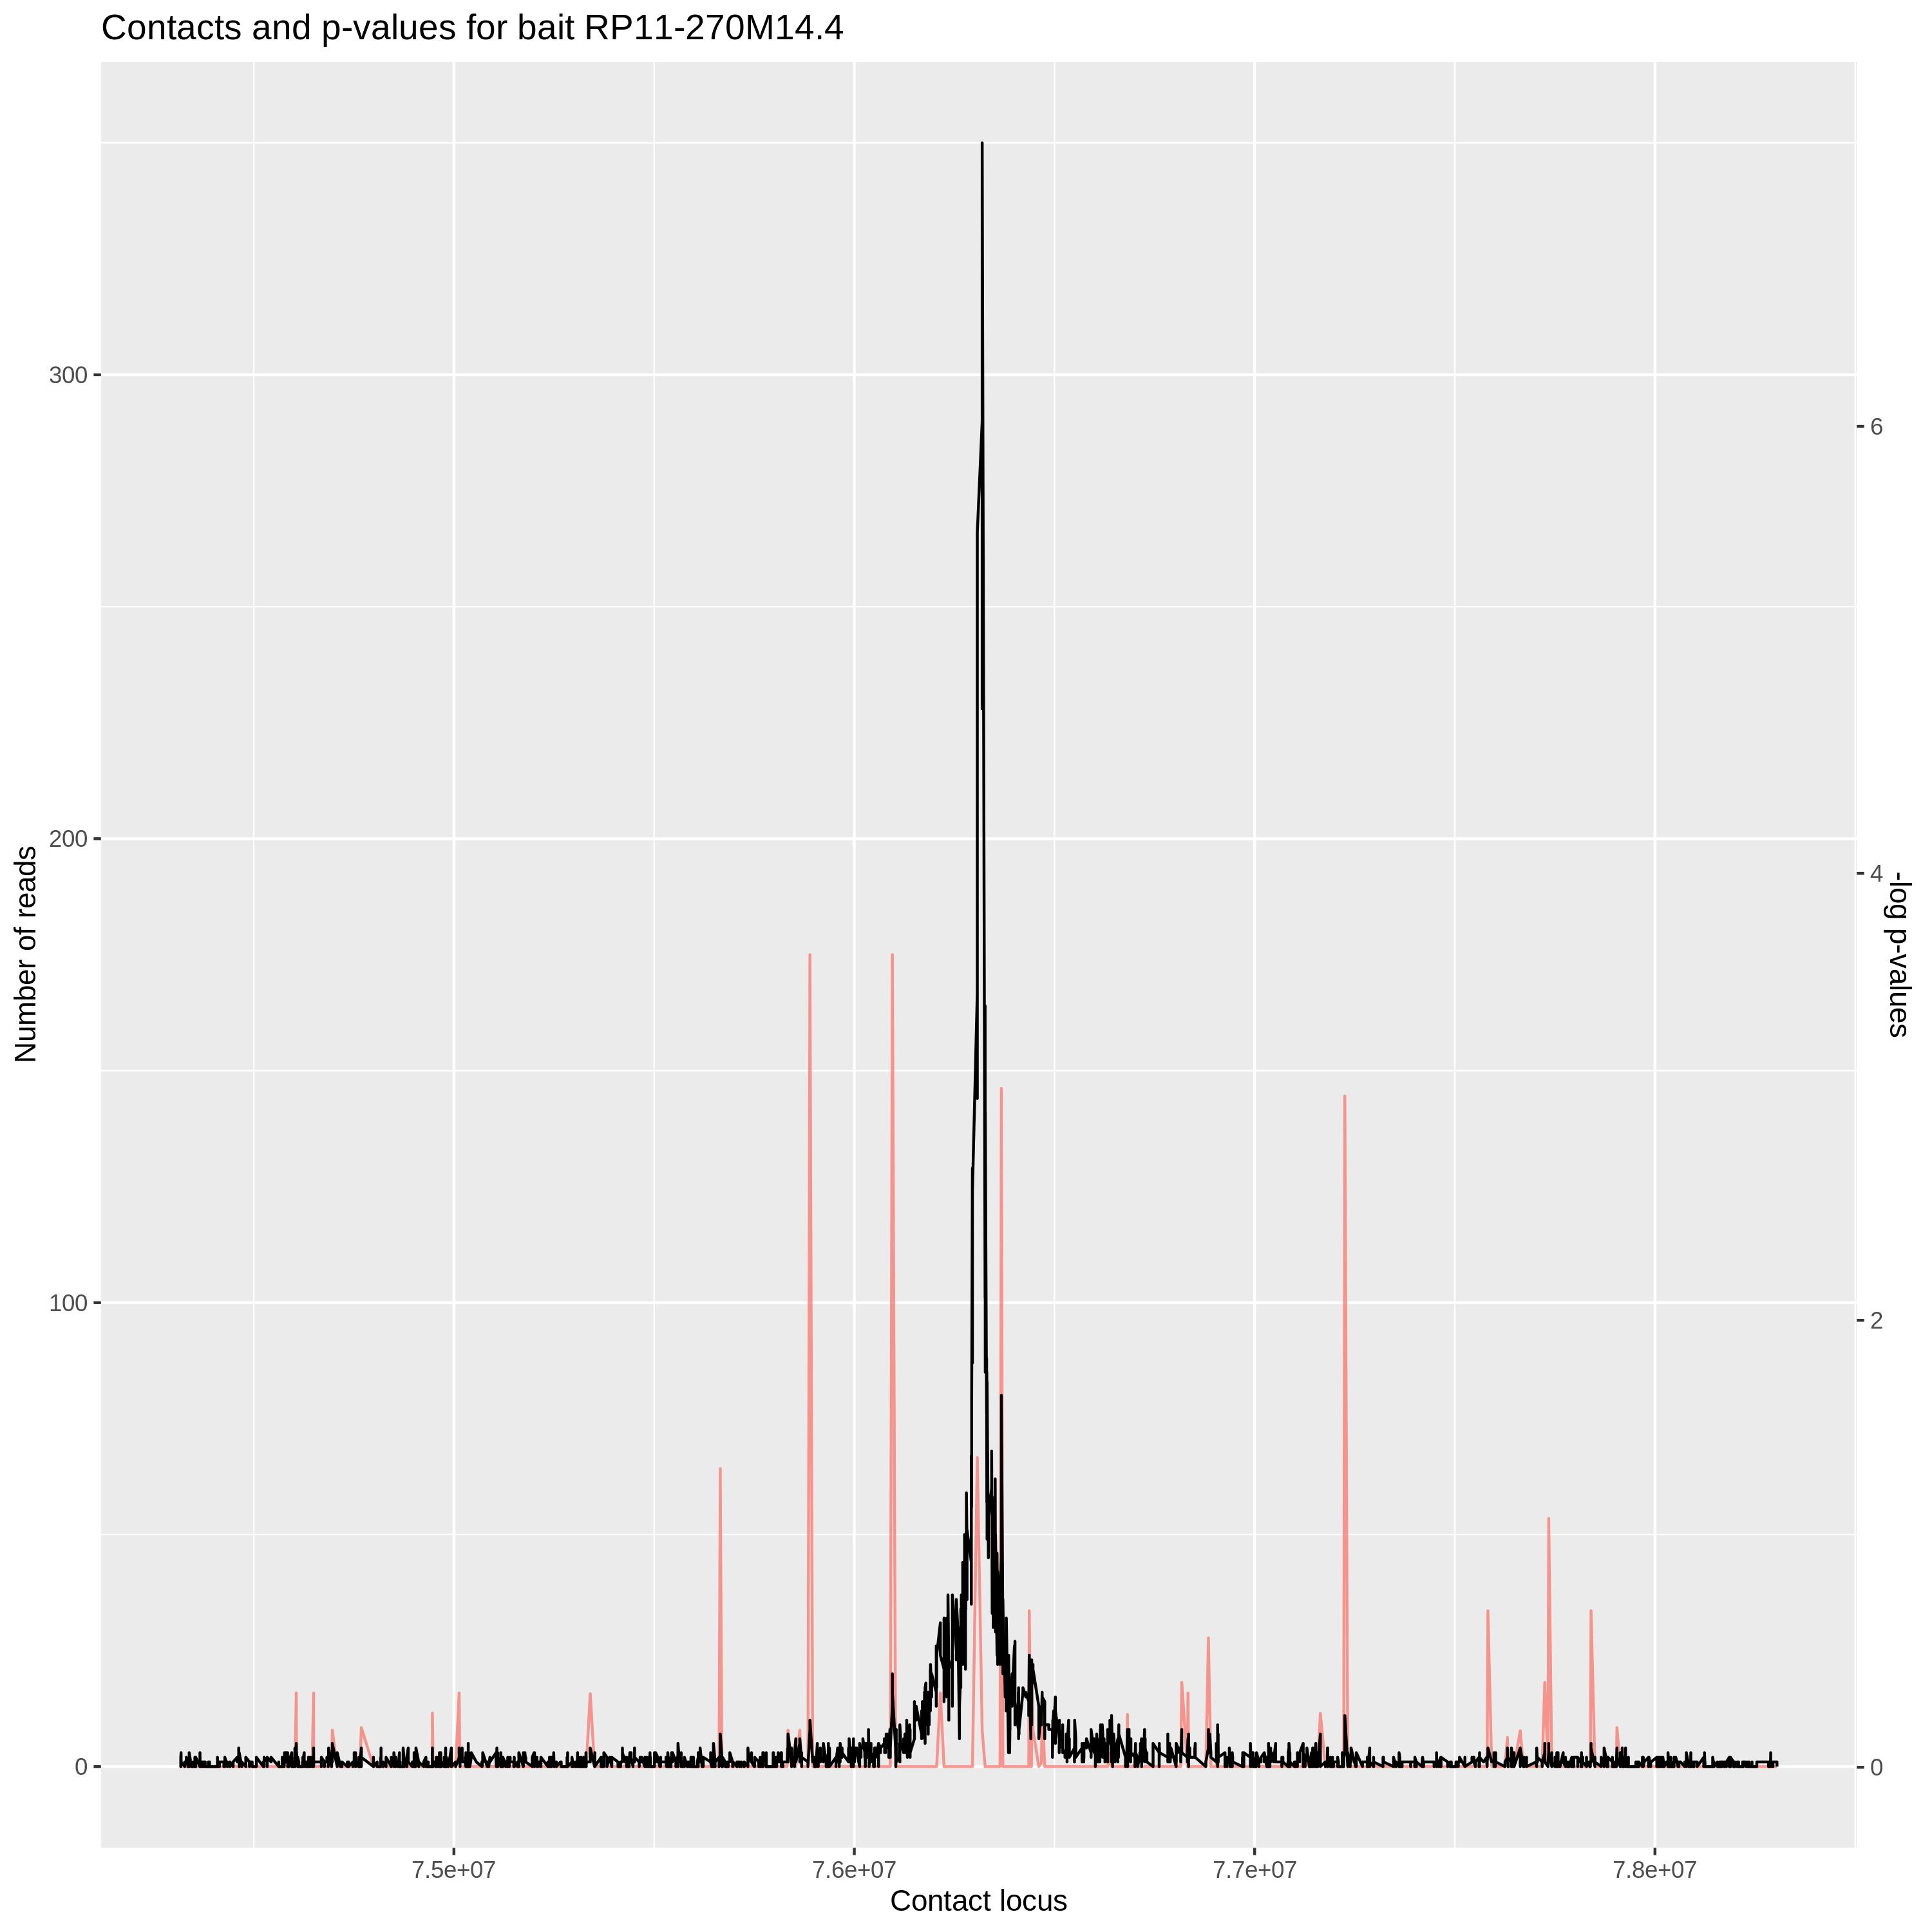 Contacts and p-values for bait RP11-270M14.4
Number of reads
300
200
100
0
6
4
2
0
-log p-values
7.5e+07
7.6e+07
7.7e+07
7.8e+07
Contact locus